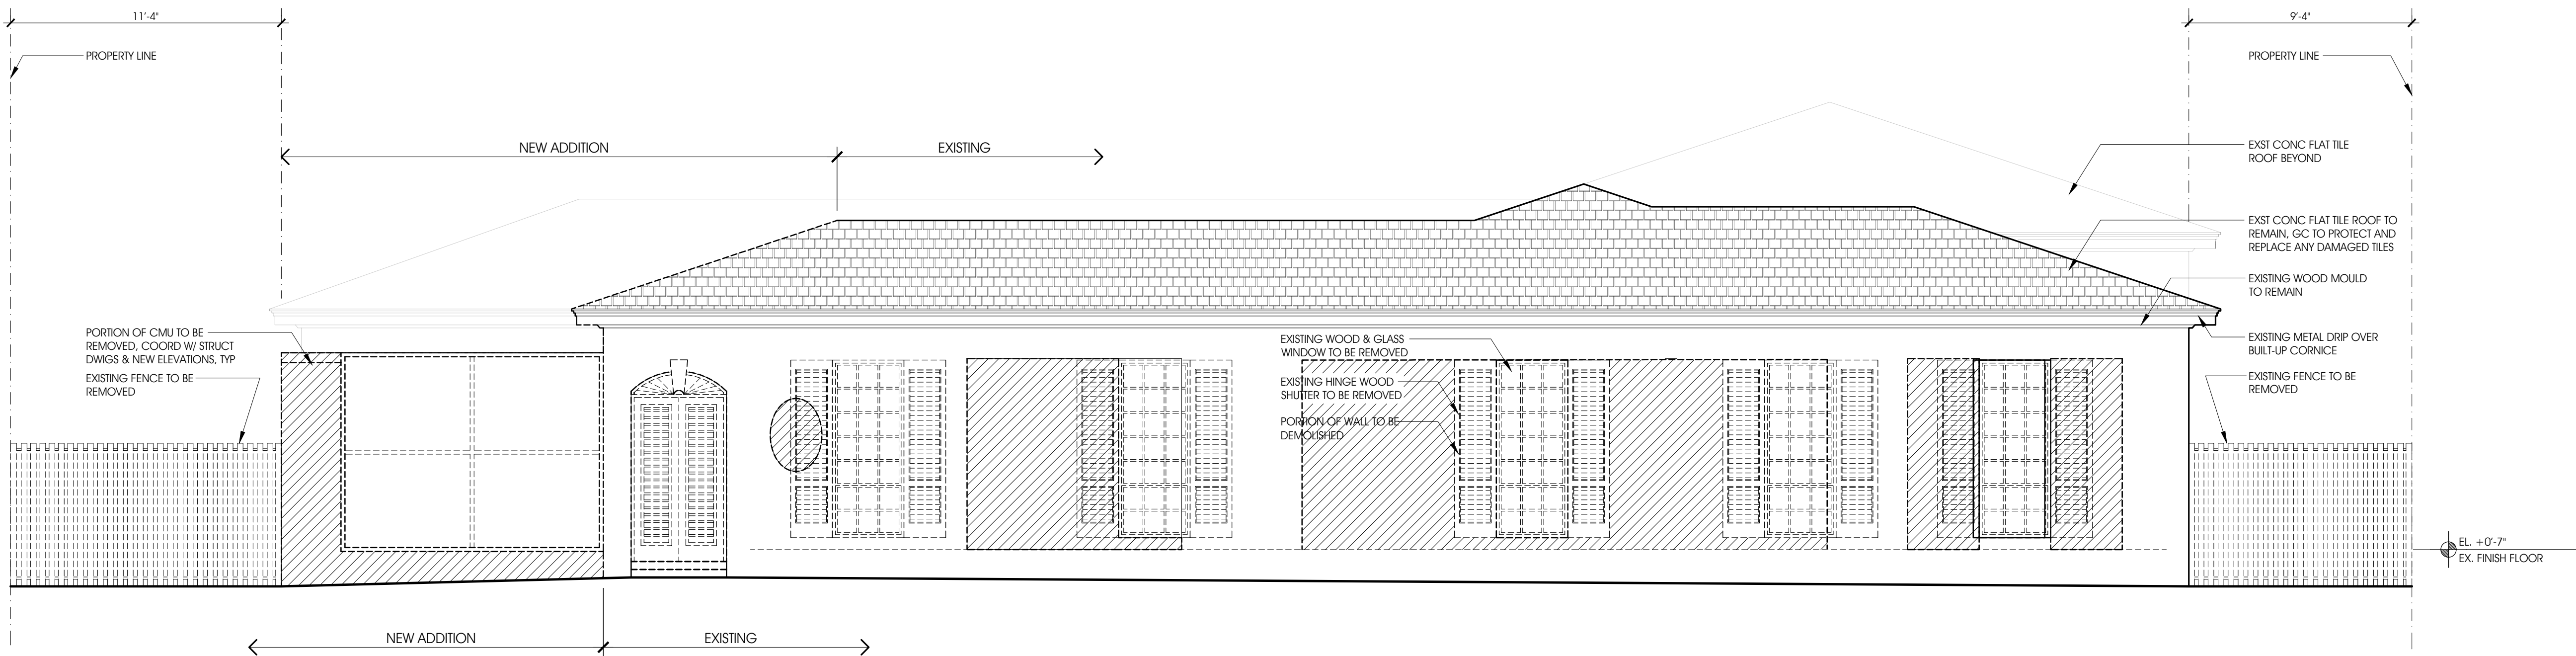 11'-4"
9'-4"
PROPERTY LINE
PROPERTY LINE
NEW ADDITION
EXISTING
EXST CONC FLAT TILE
ROOF BEYOND
EXST CONC FLAT TILE ROOF TO
REMAIN, GC TO PROTECT AND
REPLACE ANY DAMAGED TILES
EXISTING WOOD MOULD
TO REMAIN
EXISTING METAL DRIP OVER
BUILT-UP CORNICE
EXISTING FENCE TO BE
REMOVED
PORTION OF CMU TO BE
REMOVED, COORD W/ STRUCT
DWIGS & NEW ELEVATIONS, TYP
EXISTING FENCE TO BE
REMOVED
EXISTING WOOD & GLASS
WINDOW TO BE REMOVED
EXISTING HINGE WOOD
SHUTTER TO BE REMOVED
PORTION OF WALL TO BE
DEMOLISHED
EL. +0'-7"
EX. FINISH FLOOR
NEW ADDITION
EXISTING